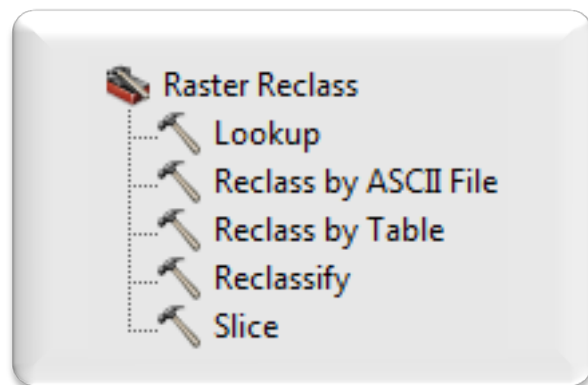 Raster Reclass
Lookup
Reclass by ASCII File
Reclass by Table
Reclassify
Slice